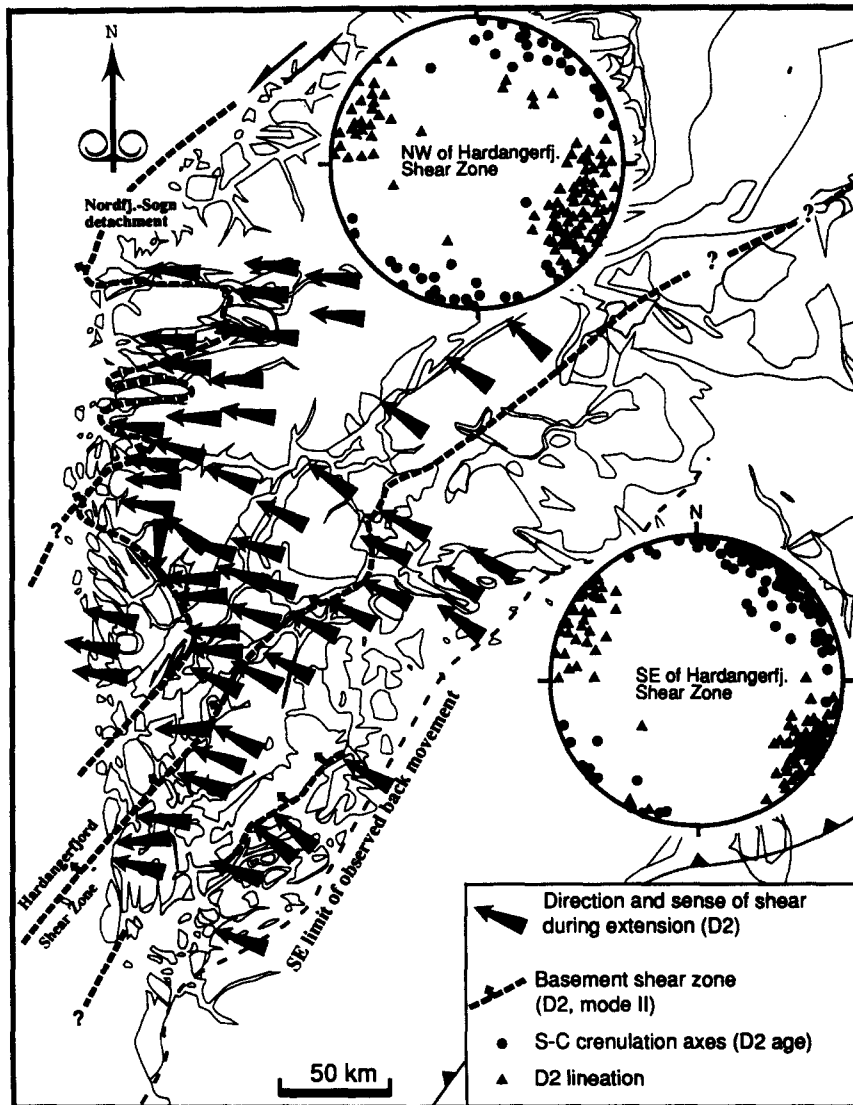 N
NW of Hardangerfj.
Shear Zone
Nordfj.-Sogn
detachment
?
?
?
N
SE of Hardangerfj.
Shear Zone
SE limit of observed back movement
Hardangerfjord
Shear Zone
?
50 km
Direction and sense of shear
during extension (D2)
Basement shear zone
(D2, mode II)
S-C crenulation axes (D2 age)
D2 lineation